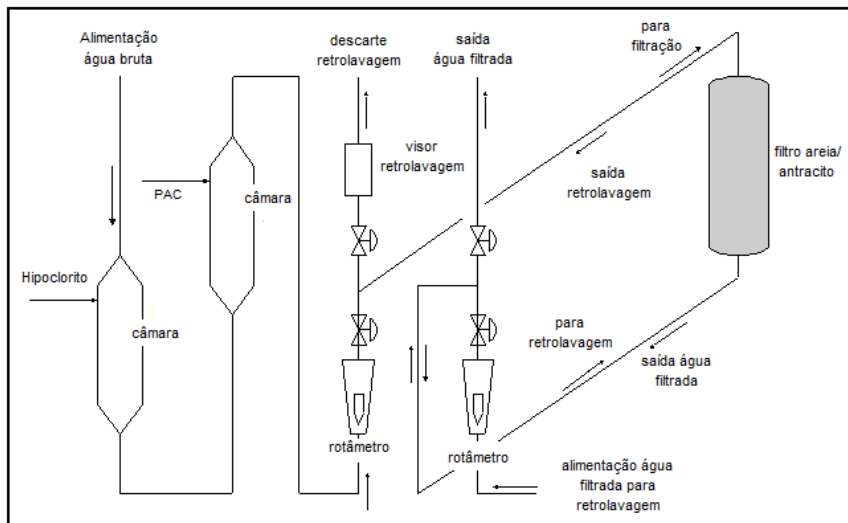 Alimentação
água bruta
descarte
retrolavagem
saída
água filtrada
para
filtração
visor
retrolavagem
filtro areia/
antracito
saída
retrolavagem
PAC
câmara
Hipoclorito
câmara
para
retrolavagem
saída água
filtrada
rotâmetro
rotâmetro
alimentação água
filtrada para
retrolavagem